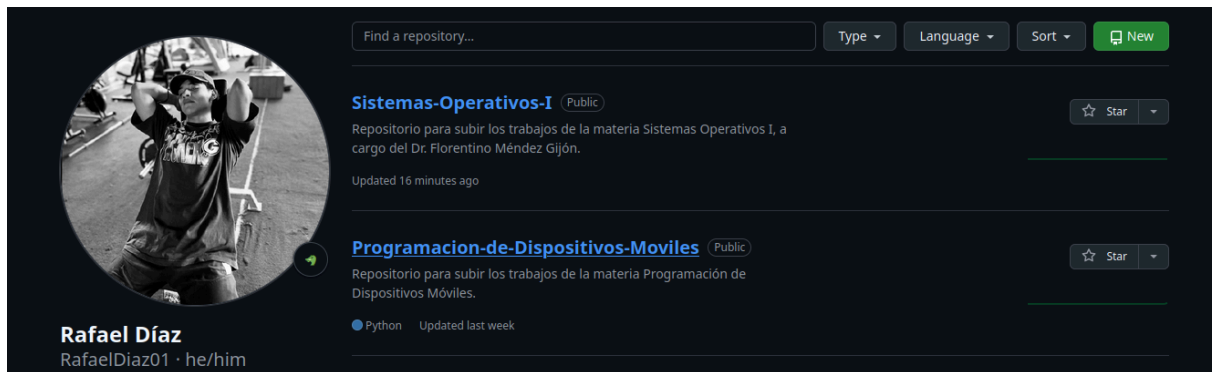 Find a repository...
Type
Language
Sort
New
Sistemas-Operativos-I Public
Star
Repositorio para subir los trabajos de la materia Sistemas Operativos I, a
cargo del Dr. Florentino Méndez Gijón.
Updated 16 minutes ago
Programacion-de-Dispositivos-Moviles Public
Star
Repositorio para subir los trabajos de la materia Programación de
Dispositivos Móviles.
Python Updated last week
Rafael Díaz
RafaelDiaz01 · he/him